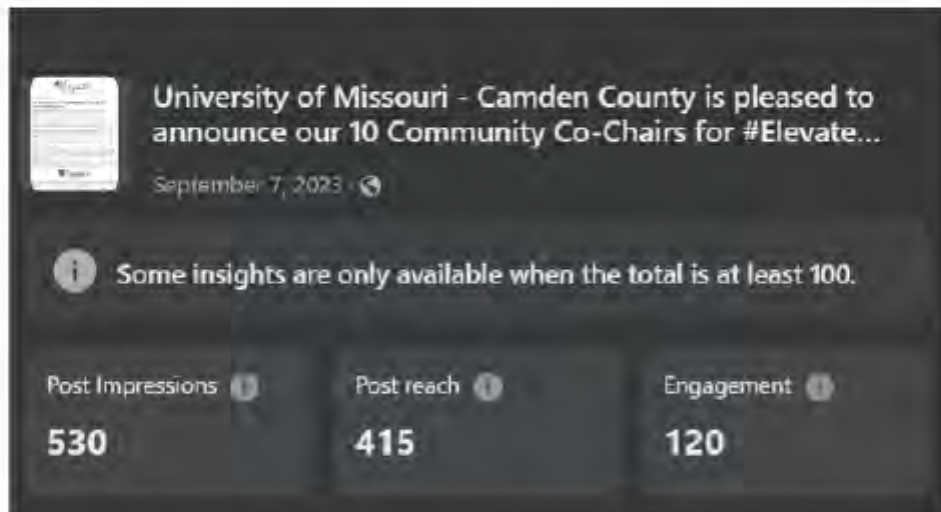 University of Missouri - Camden County is pleased to
announce our 10 Community Co-Chairs for #Elevate...
September 7, 2023 ·
Some insights are only available when the total is at least 100.
Post Impressions
Post reach
Engagement
530
415
120